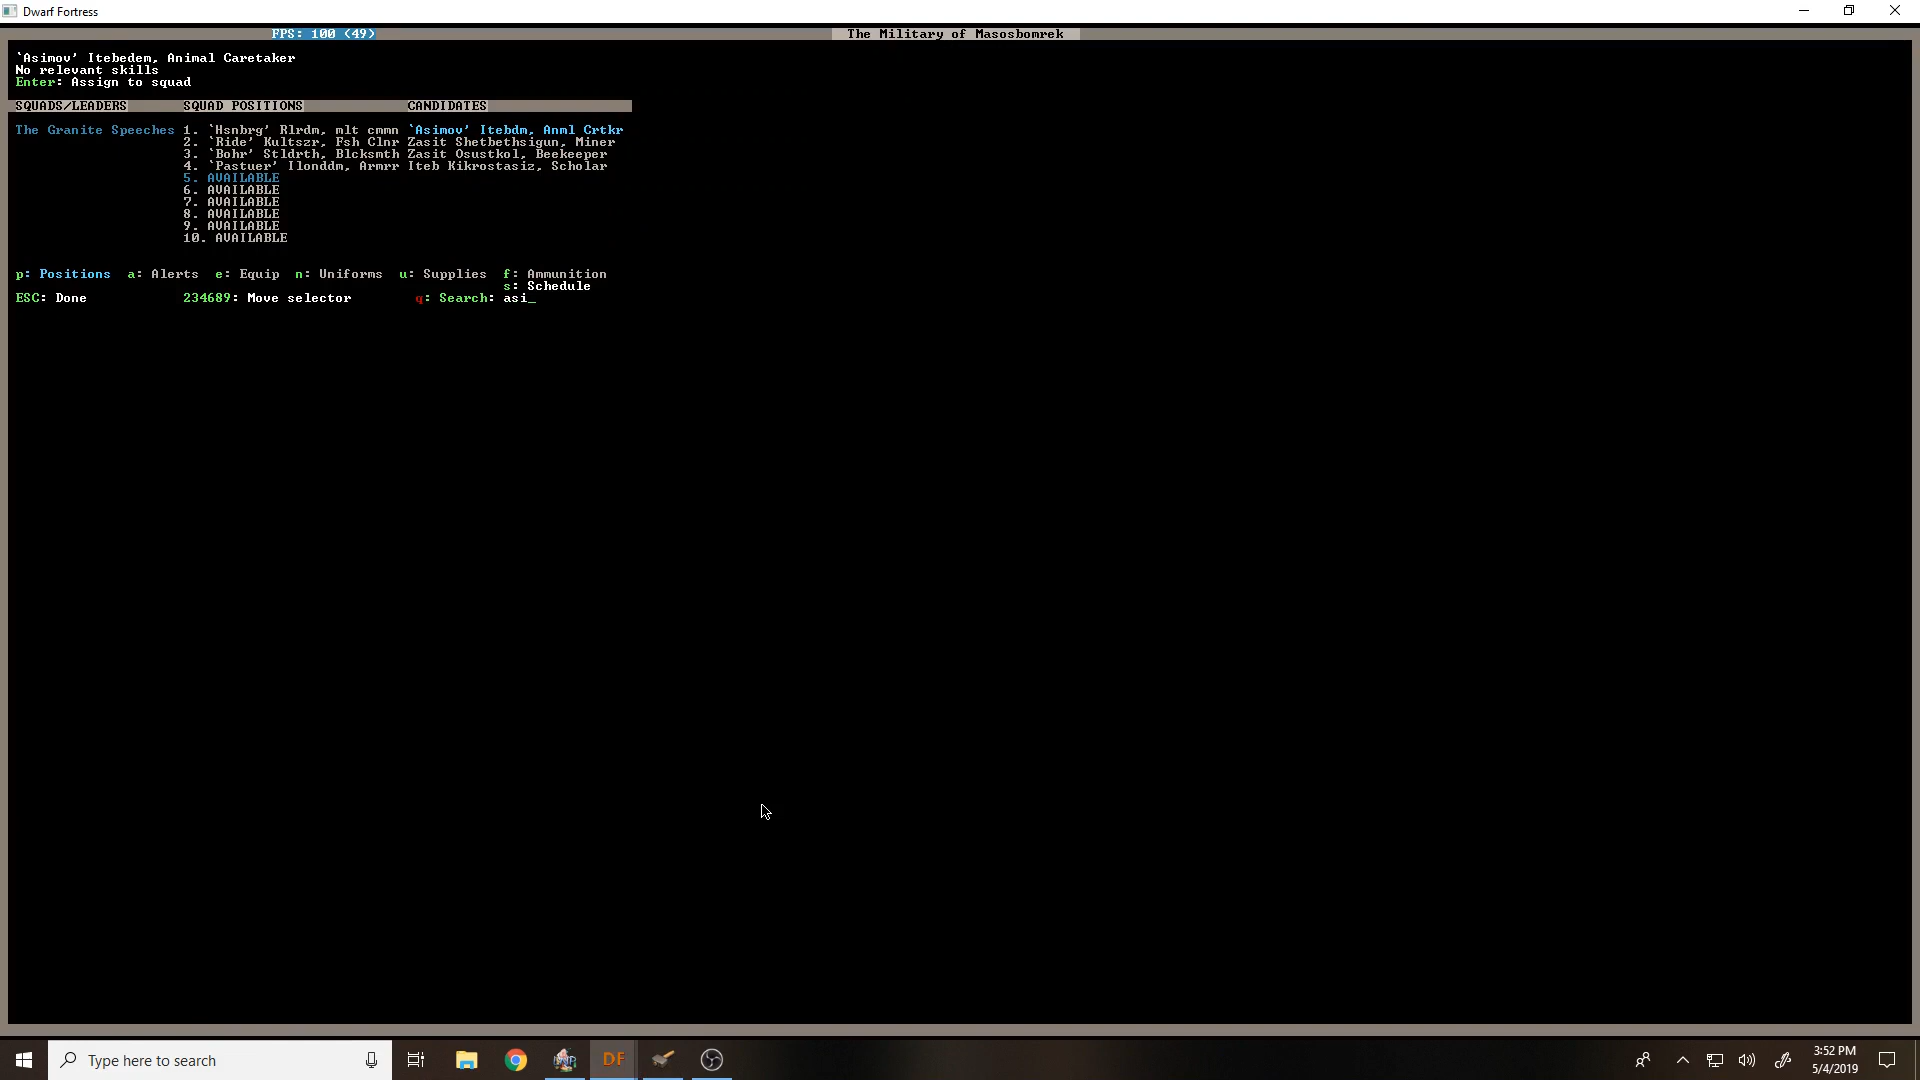 Dwarf Fortress
FPS: 100 (49)
The Military of Masosbomrek
`Asimov' Itebedem, Animal Caretaker
No relevant skills
Enter: Assign to squad
SQUADS/LEADERS SQUAD POSITIONS CANDIDATES
The Granite Speeches 1. `Hsnbrg' Rlrdm, mlt cmmn `Asimov' Itebdm, Anml Crtkr
2. `Ride' Kultszr, Fsh Clnr Zasit Shetbethsigun, Miner
3. `Bohr' Stldrth, Blcksmth Zasit Osustkol, Beekeeper
4. `Pastuer' Ilonddm, Armrr Iteb Kikrostasiz, Scholar
5. AVAILABLE
6. AVAILABLE
7. AVAILABLE
8. AVAILABLE
9. AVAILABLE
10. AVAILABLE
p: Positions a: Alerts e: Equip n: Uniforms u: Supplies f: Ammunition
s: Schedule
ESC: Done 234689: Move selector q: Search: asi_
Type here to search
DF
3:52 PM
5/4/2019